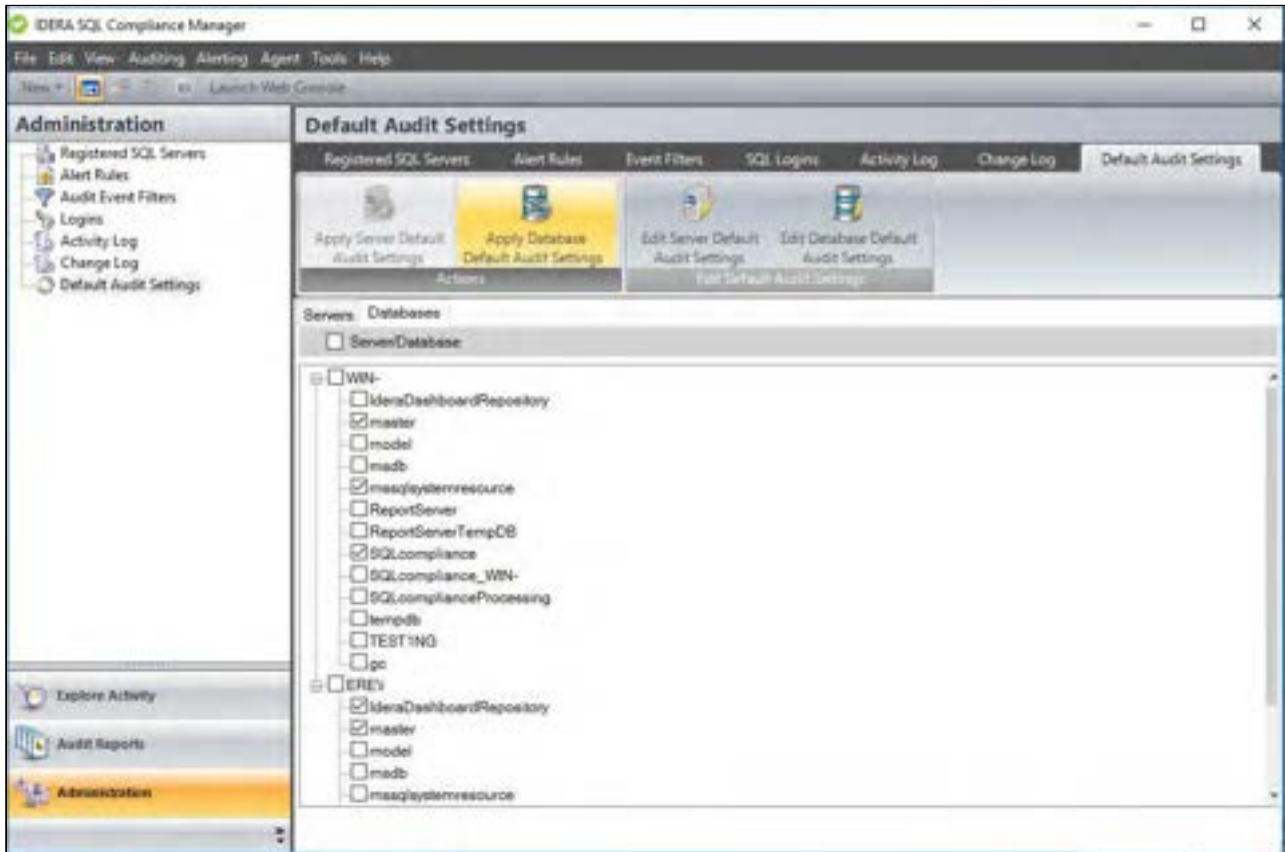 IDERA SQL Compliance Manager
File Edit View Auditing Alerting Agent Tools Help
New Launch Web Console
Administration
Registered SQL Servers
Alert Rules
Audit Event Filters
Logins
Activity Log
Change Log
Default Audit Settings
Explore Activity
Audit Reports
Administration
Default Audit Settings
Registered SQL Servers Alert Rules Event Filters SQL Logins Activity Log Change Log Default Audit Settings
Apply Server Default Audit Settings
Apply Database Default Audit Settings
Actions
Edit Server Default Audit Settings
Edit Database Default Audit Settings
Edit Default Audit Settings
Servers Databases
Server/Database
WIN-
IderaDashboardRepository
master
model
msdb
mssqlsystemresource
ReportServer
ReportServerTempDB
SQLcompliance
SQLcompliance_WIN-
SQLcomplianceProcessing
tempdb
TEST1NG
IderaDashboardRepository
master
model
msdb
mssqlsystemresource